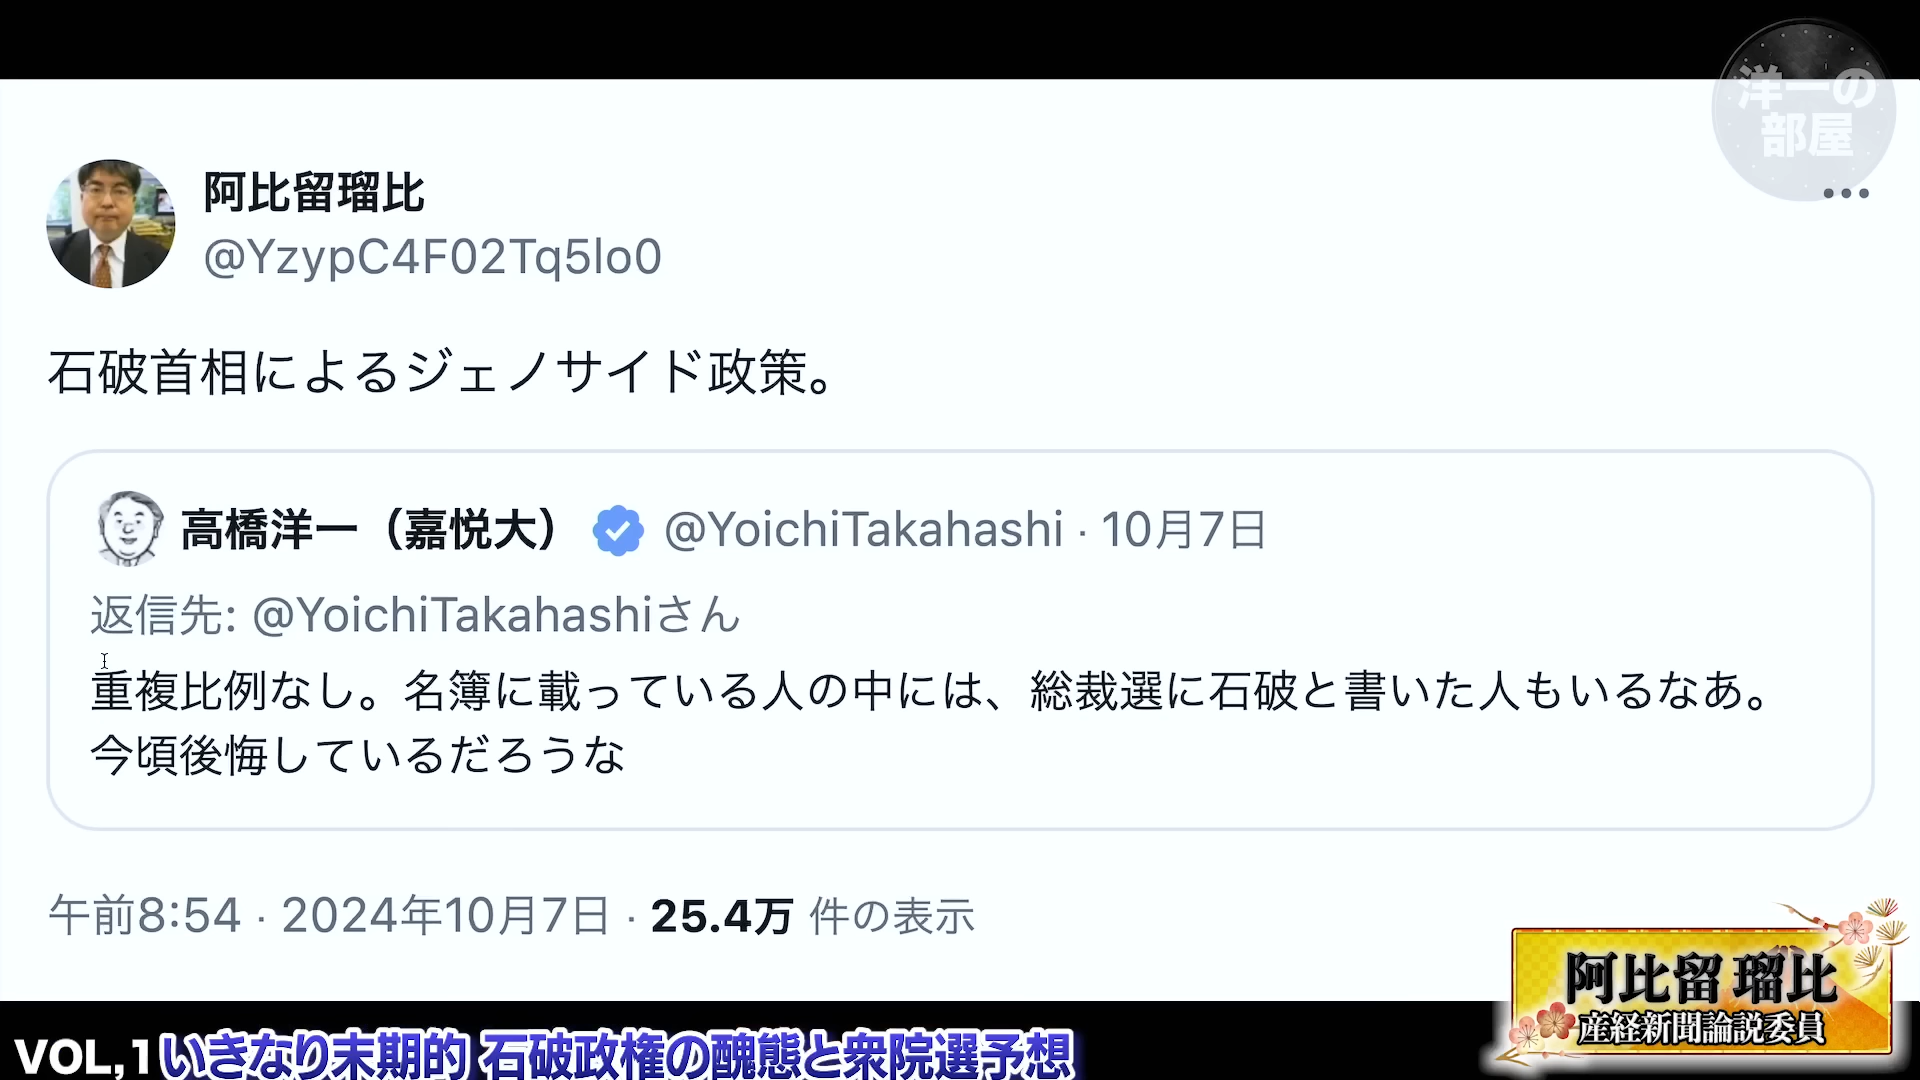 洋一の
部屋
阿比留瑠比
@YzypC4F02Tq5lo0
石破首相によるジェノサイド政策。
高橋洋一（嘉悦大） @YoichiTakahashi · 10月7日
返信先: @YoichiTakahashiさん
重複比例なし。名簿に載っている人の中には、総裁選に石破と書いた人もいるなあ。
今頃後悔しているだろうな
午前8:54 · 2024年10月7日 · 25.4万 件の表示
阿比留 瑠比
産経新聞論説委員
VOL,1いきなり末期的 石破政権の醜態と衆院選予想